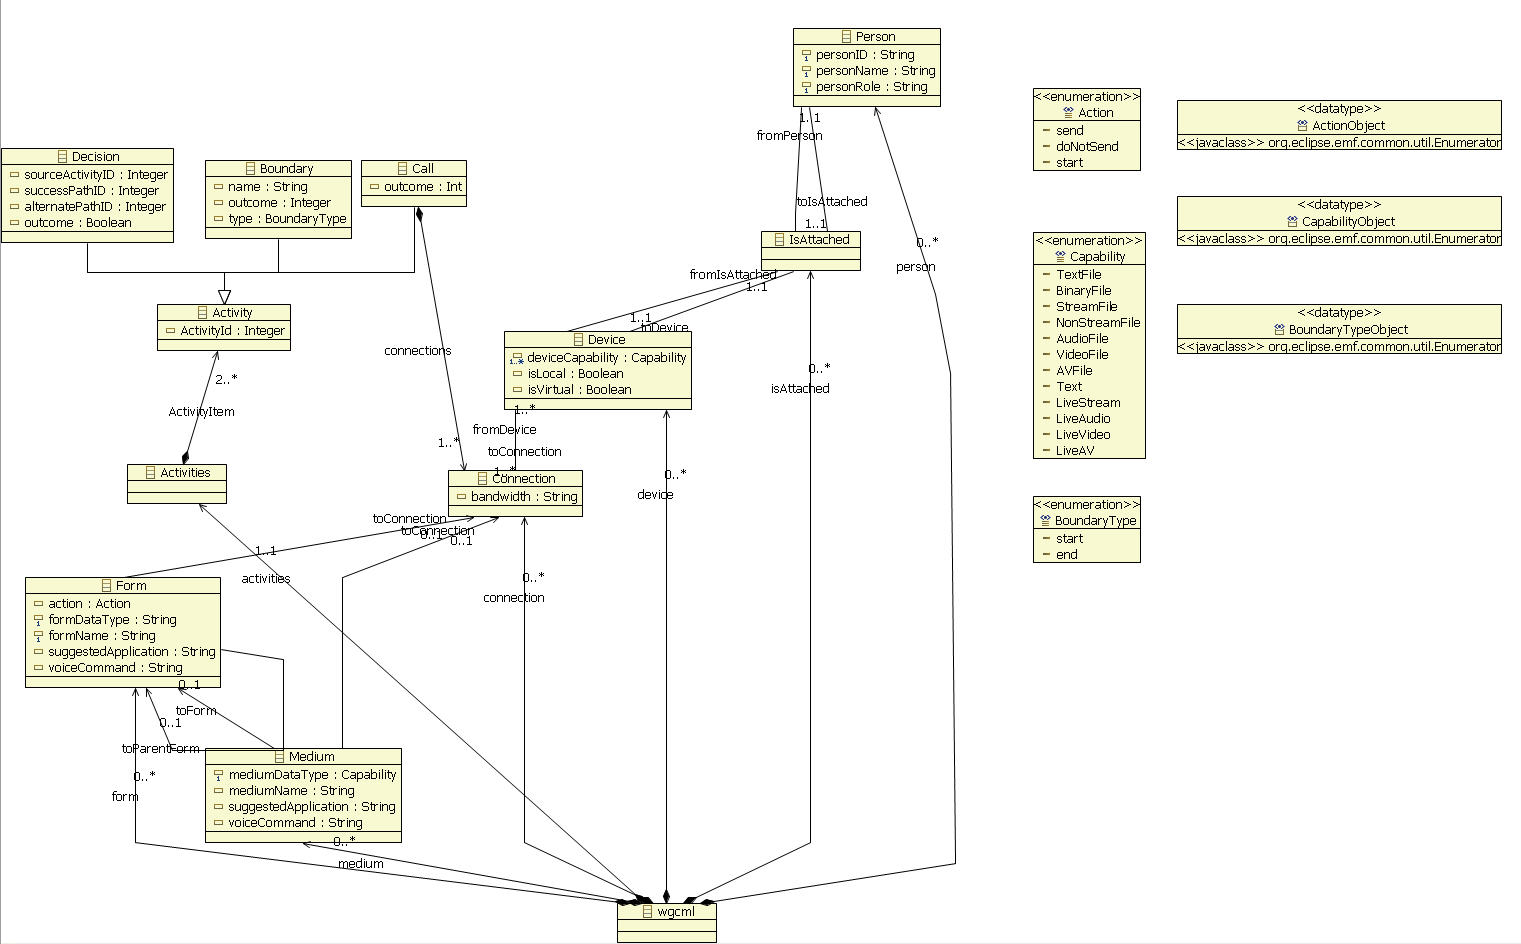 Person
personID : String
personName : String
personRole : String
1..1
fromPerson
toIsAttached
1..1
IsAttached
0..*
person
<<enumeration>>
Action
send
doNotSend
start
<<datatype>>
ActionObject
<<javaclass>> org.eclipse.emf.common.util.Enumerator
<<datatype>>
CapabilityObject
<<javaclass>> org.eclipse.emf.common.util.Enumerator
<<datatype>>
BoundaryTypeObject
<<javaclass>> org.eclipse.emf.common.util.Enumerator
<<enumeration>>
Capability
TextFile
BinaryFile
StreamFile
NonStreamFile
AudioFile
VideoFile
AVFile
Text
LiveStream
LiveAudio
LiveVideo
LiveAV
<<enumeration>>
BoundaryType
start
end
Decision
sourceActivityID : Integer
successPathID : Integer
alternatePathID : Integer
outcome : Boolean
Boundary
name : String
outcome : Integer
type : BoundaryType
Call
outcome : Int
Activity
ActivityId : Integer
2..*
ActivityItem
Activities
connections
1..*
fromIsAttached
1..1
1..1
toDevice
Device
1..*
deviceCapability : Capability
isLocal : Boolean
isVirtual : Boolean
1..*
fromDevice
toConnection
1..*
Connection
bandwidth : String
0..*
isAttached
0..*
device
toConnection
toConnection
0..1
0..1
1..1
activities
0..*
connection
Form
action : Action
formDataType : String
formName : String
suggestedApplication : String
voiceCommand : String
0..1
toForm
0..1
toParentForm
0..*
form
Medium
mediumDataType : Capability
mediumName : String
suggestedApplication : String
voiceCommand : String
0..*
medium
wgcml